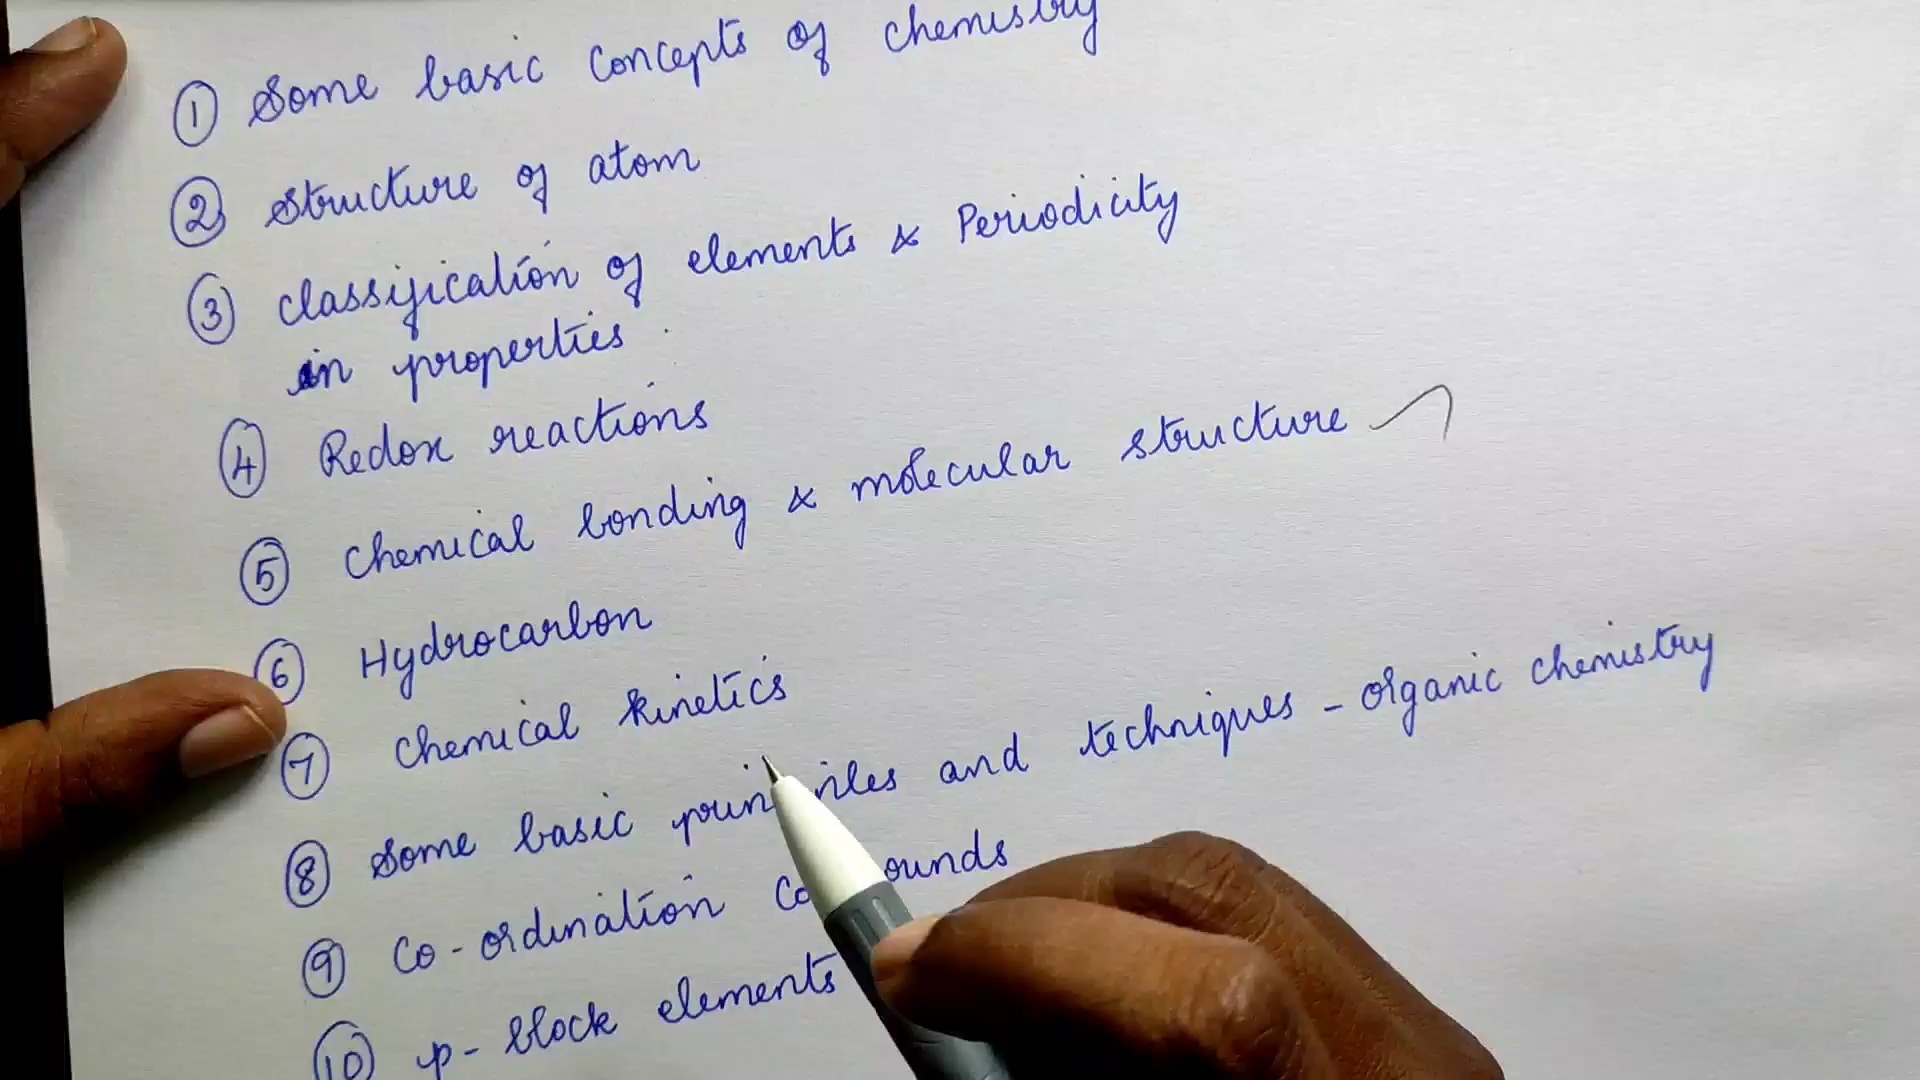 ① Some basic concepts of chemistry
② Structure of atom
③ Classification of elements & Periodicity
in properties
④ Redox reactions
⑤ Chemical bonding & molecular structure
⑥ Hydrocarbon
⑦ Chemical kinetics
⑧ Some basic and techniques - organic chemistry
⑨ Co-ordination
⑩ p-block elements